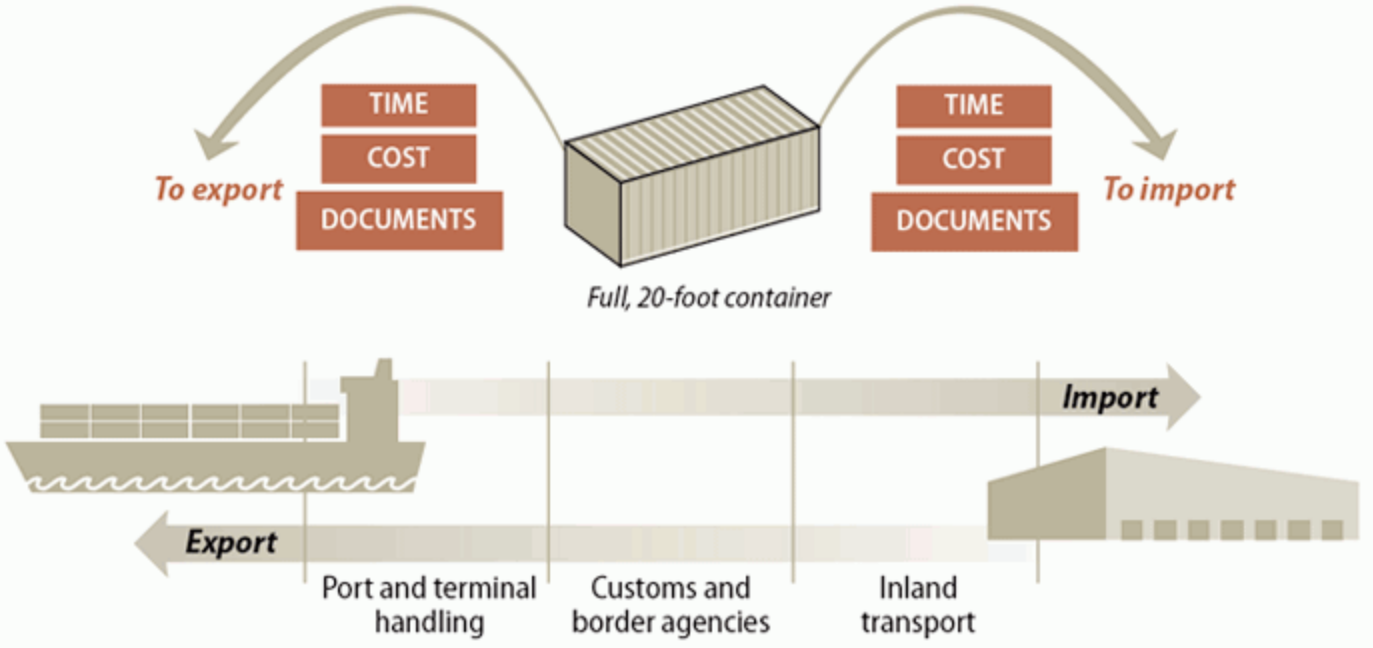 TIME
COST
DOCUMENTS
To export
TIME
COST
DOCUMENTS
To import
Full, 20-foot container
Import
Export
Port and terminal
handling
Customs and
border agencies
Inland
transport